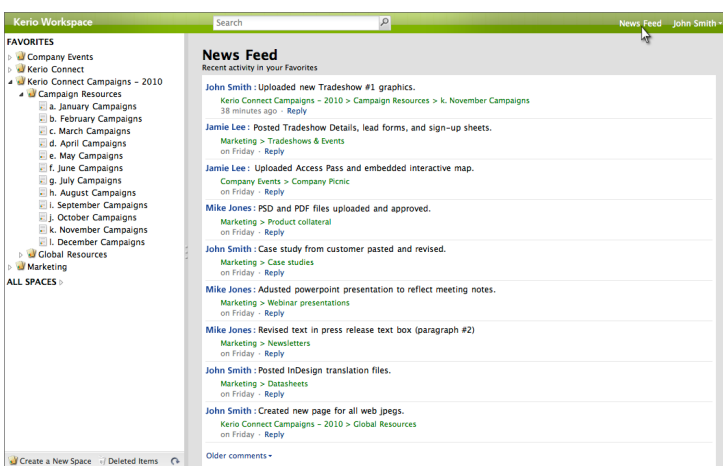 Kerio Workspace
Search
News Feed
John Smith
FAVORITES
Company Events
Kerio Connect
Kerio Connect Campaigns - 2010
Campaign Resources
a. January Campaigns
b. February Campaigns
c. March Campaigns
d. April Campaigns
e. May Campaigns
f. June Campaigns
g. July Campaigns
h. August Campaigns
i. September Campaigns
j. October Campaigns
k. November Campaigns
l. December Campaigns
Global Resources
Marketing
ALL SPACES
Create a New Space
Deleted Items
News Feed
Recent activity in your Favorites
John Smith : Uploaded new Tradeshow #1 graphics.
Kerio Connect Campaigns - 2010 > Campaign Resources > k. November Campaigns
38 minutes ago - Reply
Jamie Lee : Posted Tradeshow Details, lead forms, and sign-up sheets.
Marketing > Tradeshows & Events
on Friday - Reply
Jamie Lee : Uploaded Access Pass and embedded interactive map.
Company Events > Company Picnic
on Friday - Reply
Mike Jones : PSD and PDF files uploaded and approved.
Marketing > Product collateral
on Friday - Reply
John Smith : Case study from customer pasted and revised.
Marketing > Case studies
on Friday - Reply
Mike Jones : Adusted powerpoint presentation to reflect meeting notes.
Marketing > Webinar presentations
on Friday - Reply
Mike Jones : Revised text in press release text box (paragraph #2)
Marketing > Newsletters
on Friday - Reply
John Smith : Posted InDesign translation files.
Marketing > Datasheets
on Friday - Reply
John Smith : Created new page for all web jpegs.
Kerio Connect Campaigns - 2010 > Global Resources
on Friday - Reply
Older comments